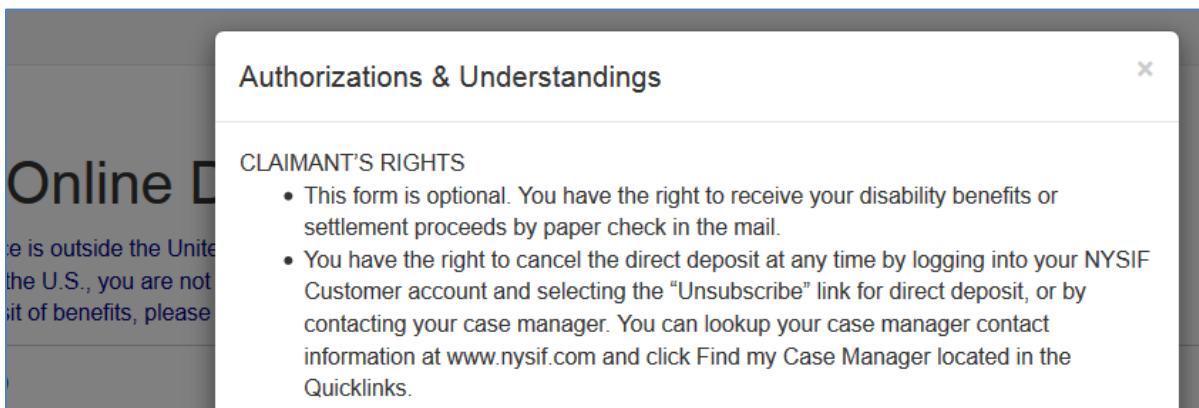 Authorizations & Understandings
×
CLAIMANT'S RIGHTS
• This form is optional. You have the right to receive your disability benefits or
settlement proceeds by paper check in the mail.
• You have the right to cancel the direct deposit at any time by logging into your NYSIF
Customer account and selecting the “Unsubscribe” link for direct deposit, or by
contacting your case manager. You can lookup your case manager contact
information at www.nysif.com and click Find my Case Manager located in the
Quicklinks.
Online
is outside the
the U.S., you are not
of benefits, please